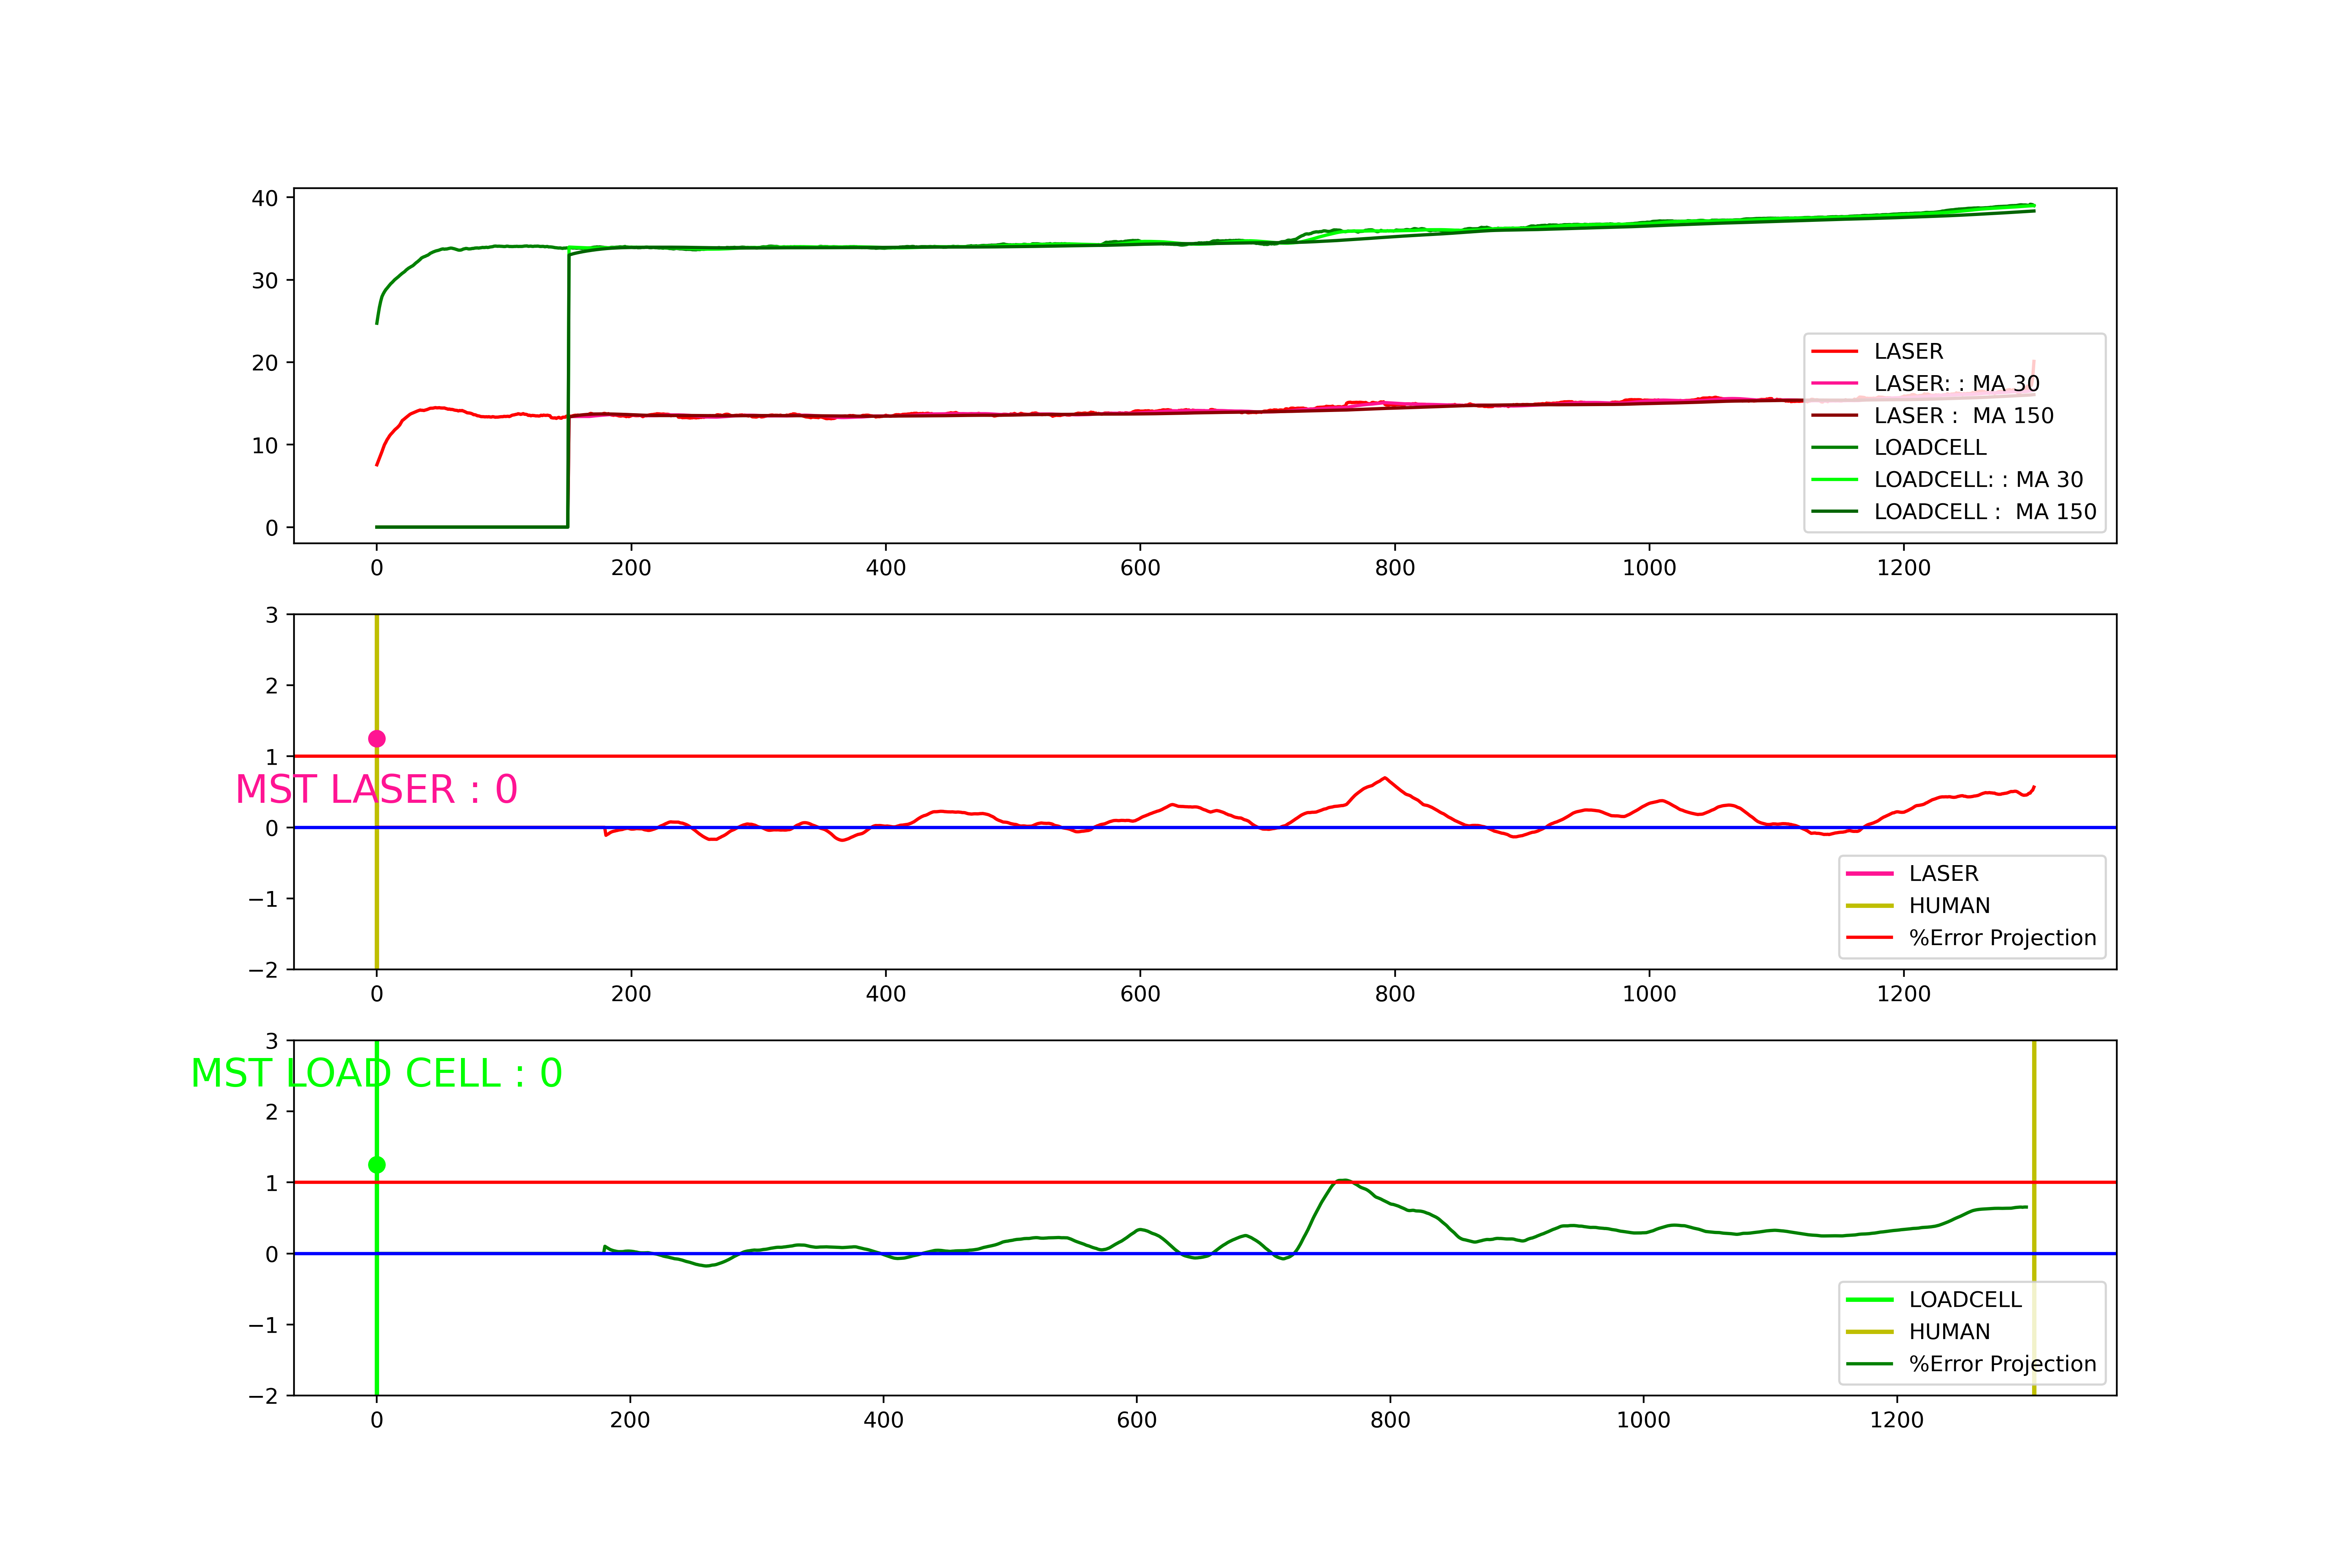 40
30
20
10
0
LASER
LASER: : MA 30
LASER :  MA 150
LOADCELL
LOADCELL: : MA 30
LOADCELL :  MA 150
0 200 400 600 800 1000 1200
3
2
1
0
−1
−2
MST LASER : 0
LASER
HUMAN
%Error Projection
0 200 400 600 800 1000 1200
3
2
1
0
−1
−2
MST LOAD CELL : 0
LOADCELL
HUMAN
%Error Projection
0 200 400 600 800 1000 1200